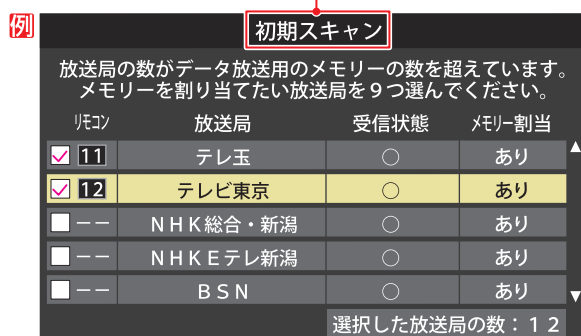 例
初期スキャン
放送局の数がデータ放送用のメモリーの数を超えています。
メモリーを割り当てたい放送局を９つ選んでください。
リモコン 放送局 受信状態 メモリー割当
11 テレ玉 ○ あり
12 テレビ東京 ○ あり
－－ ＮＨＫ総合・新潟 ○ あり
－－ ＮＨＫＥテレ新潟 ○ あり
－－ ＢＳＮ ○ あり
選択した放送局の数：１２